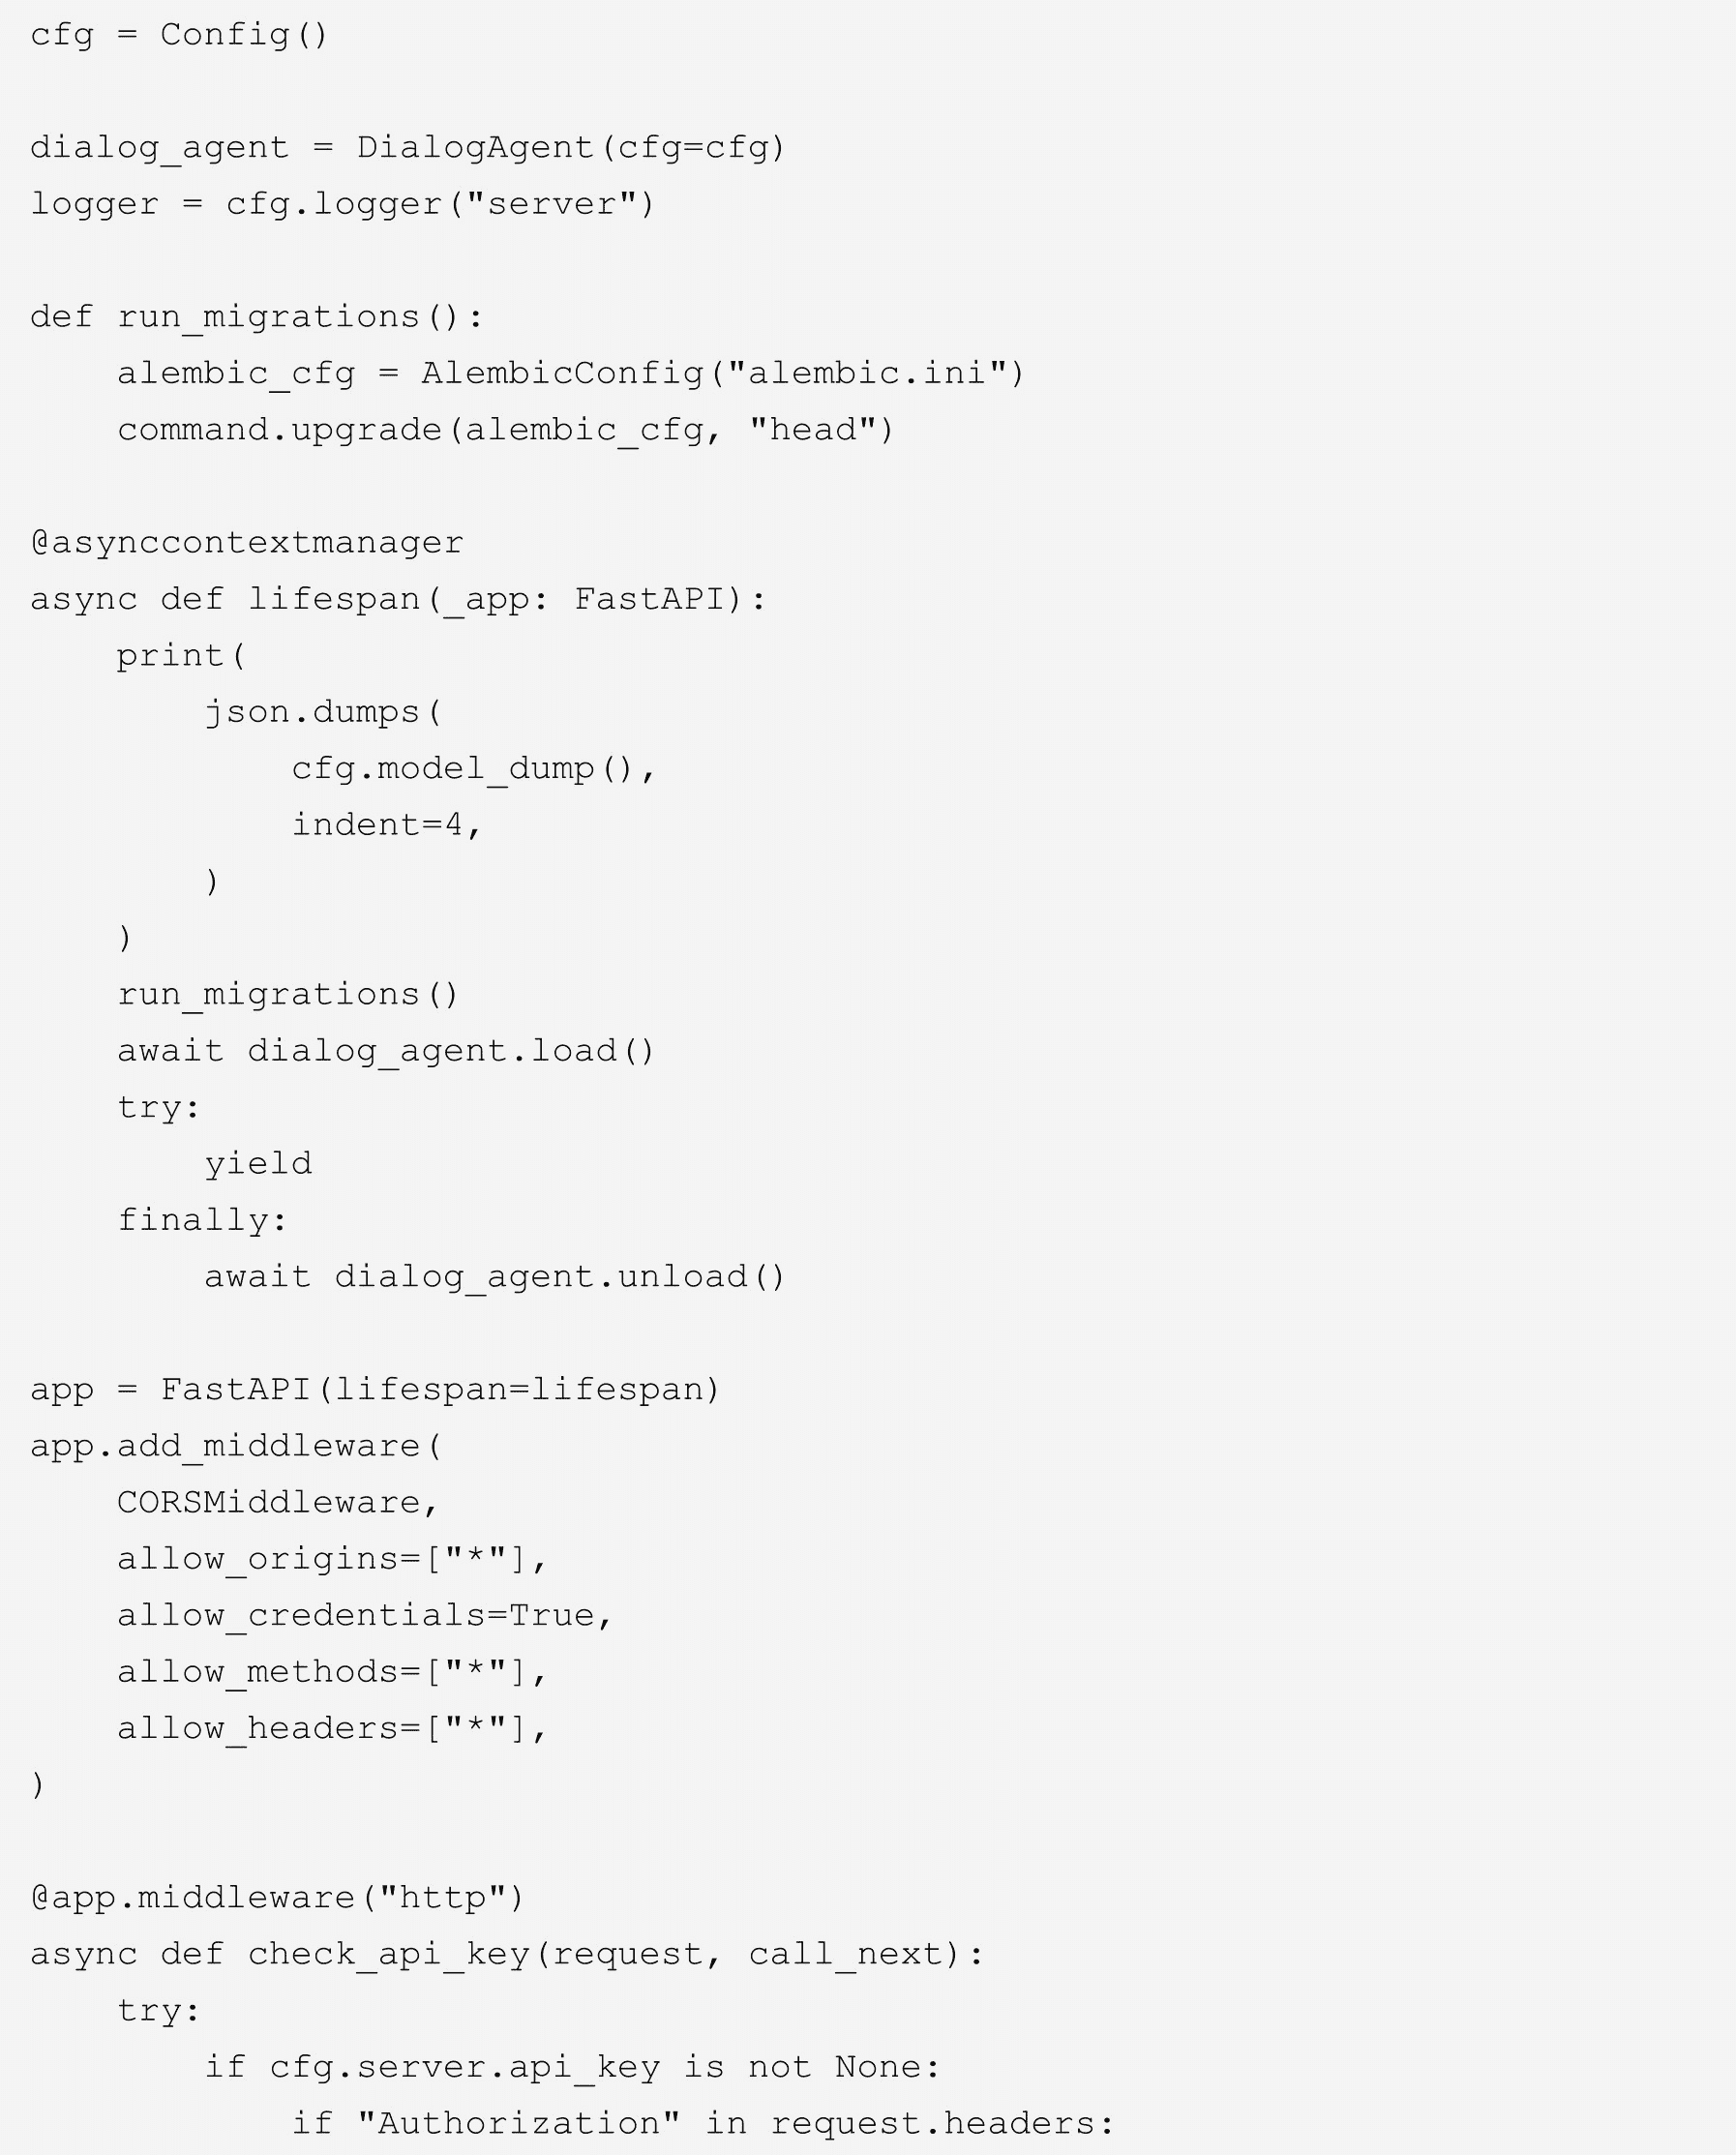 cfg = Config()

dialog_agent = DialogAgent(cfg=cfg)
logger = cfg.logger("server")

def run_migrations():
    alembic_cfg = AlembicConfig("alembic.ini")
    command.upgrade(alembic_cfg, "head")

@asynccontextmanager
async def lifespan(_app: FastAPI):
    print(
        json.dumps(
            cfg.model_dump(),
            indent=4,
        )
    )
    run_migrations()
    await dialog_agent.load()
    try:
        yield
    finally:
        await dialog_agent.unload()

app = FastAPI(lifespan=lifespan)
app.add_middleware(
    CORSMiddleware,
    allow_origins=["*"],
    allow_credentials=True,
    allow_methods=["*"],
    allow_headers=["*"],
)

@app.middleware("http")
async def check_api_key(request, call_next):
    try:
        if cfg.server.api_key is not None:
            if "Authorization" in request.headers: